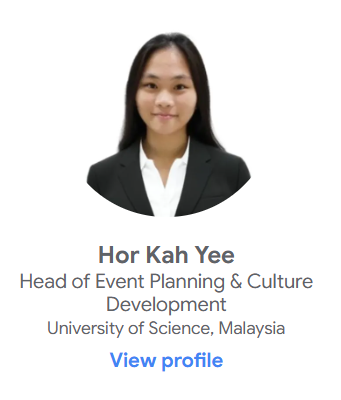 Hor Kah Yee
Head of Event Planning & Culture
Development
University of Science, Malaysia
View profile